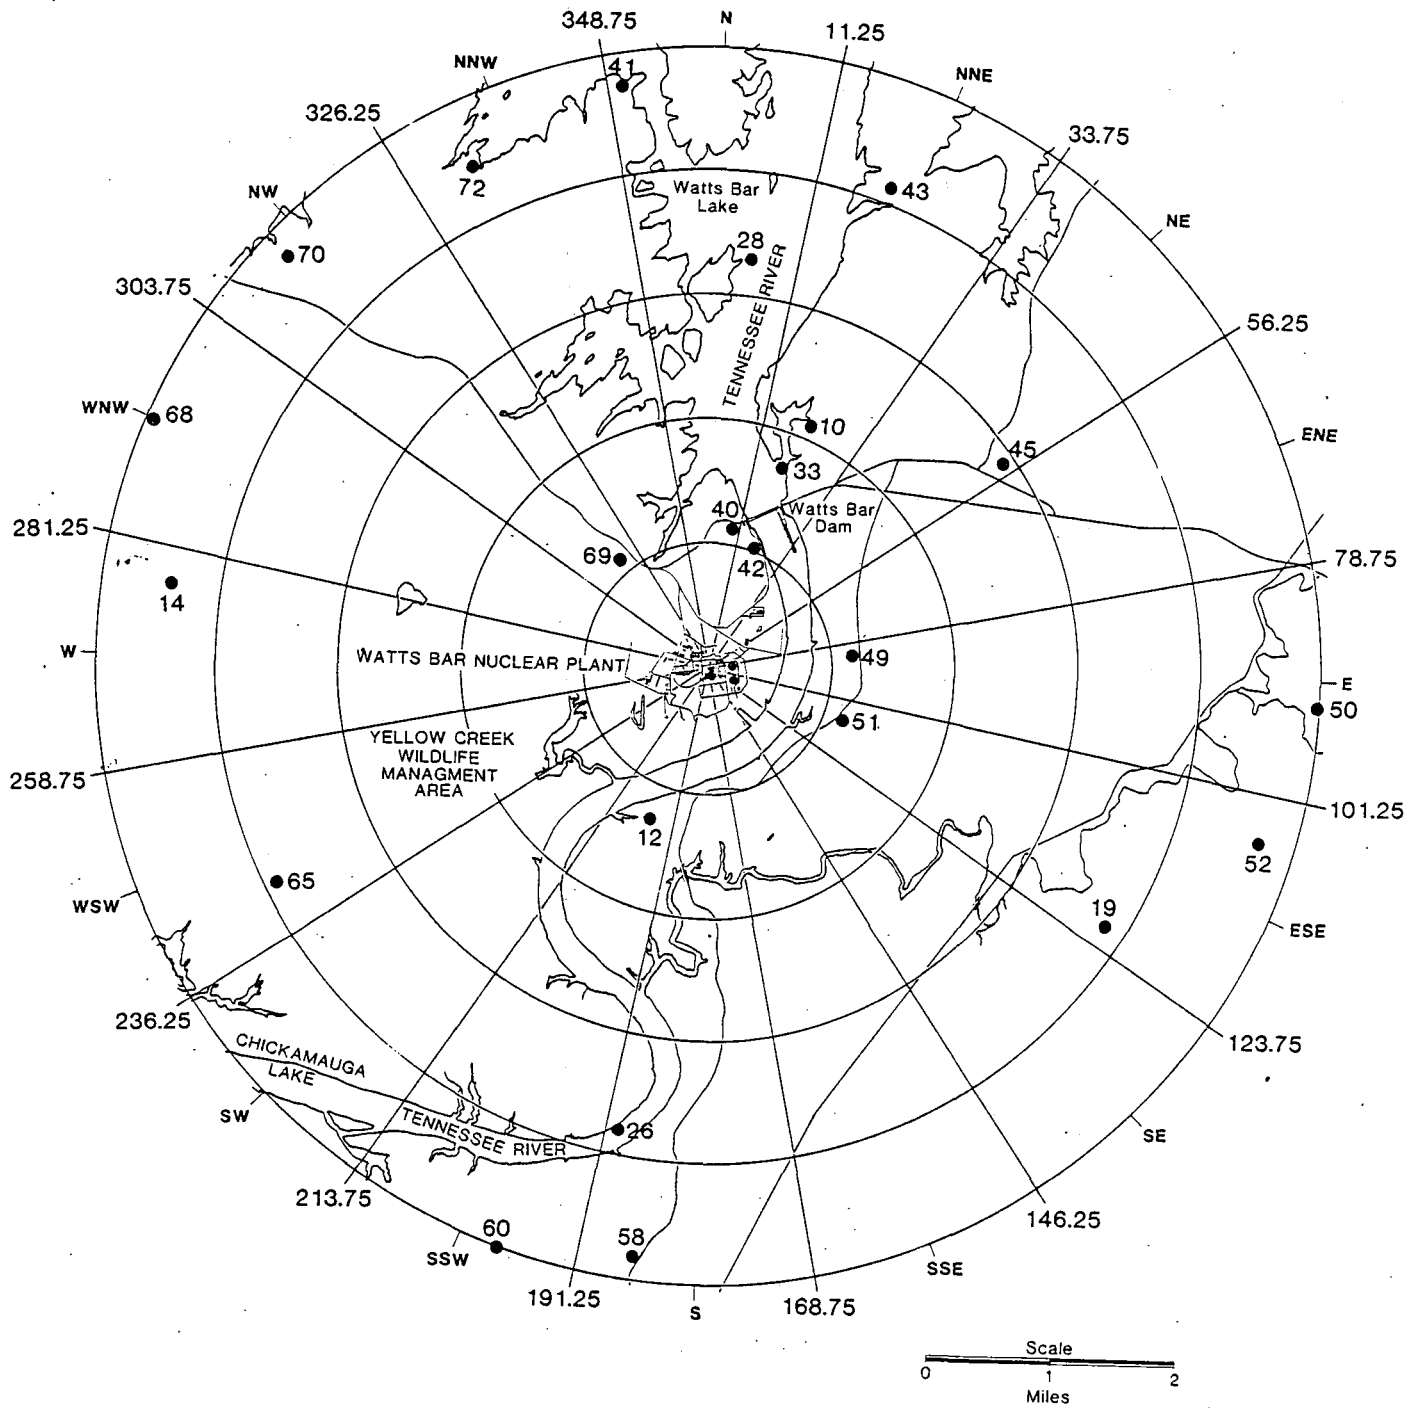 N
348.75
11.25
41
NNW
NNE
326.25
33.75
72
43
NW
Watts Bar
Lake
NE
70
28
303.75
TENNESSEE RIVER
56.25
WNW
68
10
ENE
45
33
281.25
40
Watts Bar
Dam
69
42
78.75
14
W
WATTS BAR NUCLEAR PLANT
49
E
50
51
YELLOW CREEK
WILDLIFE
MANAGMENT
AREA
258.75
101.25
12
52
65
WSW
19
ESE
236.25
123.75
CHICKAMAUGA
LAKE
SW
TENNESSEE RIVER
26
SE
213.75
146.25
60
58
SSW
SSE
191.25
S
168.75
Scale
0
1
2
Miles